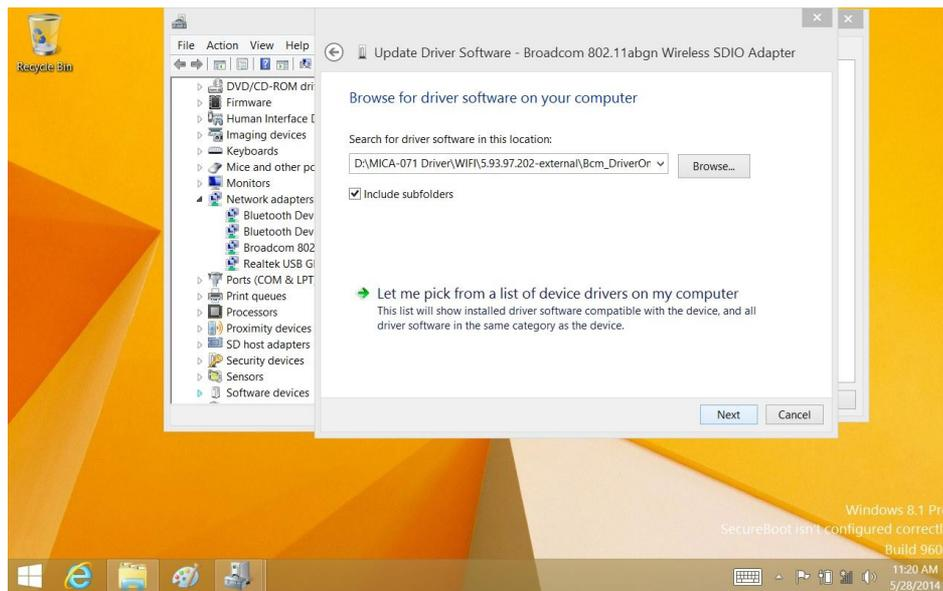 Recycle Bin
File Action View Help
DVD/CD-ROM dri
Firmware
Human Interface D
Imaging devices
Keyboards
Mice and other po
Monitors
Network adapters
Bluetooth Dev
Bluetooth Dev
Broadcom 802
Realtek USB G
Ports (COM & LPT
Print queues
Processors
Proximity devices
SD host adapters
Security devices
Sensors
Software devices
Update Driver Software - Broadcom 802.11abgn Wireless SDIO Adapter
Browse for driver software on your computer
Search for driver software in this location:
D:\MICA-071 Driver\WIFI\5.93.97.202-external\Bcm_DriverOr
Browse...
Include subfolders
Let me pick from a list of device drivers on my computer
This list will show installed driver software compatible with the device, and all
driver software in the same category as the device.
Next Cancel
Windows 8.1 Pr
SecureBoot isn't configured correctl
Build 960
11:20 AM
5/28/2014